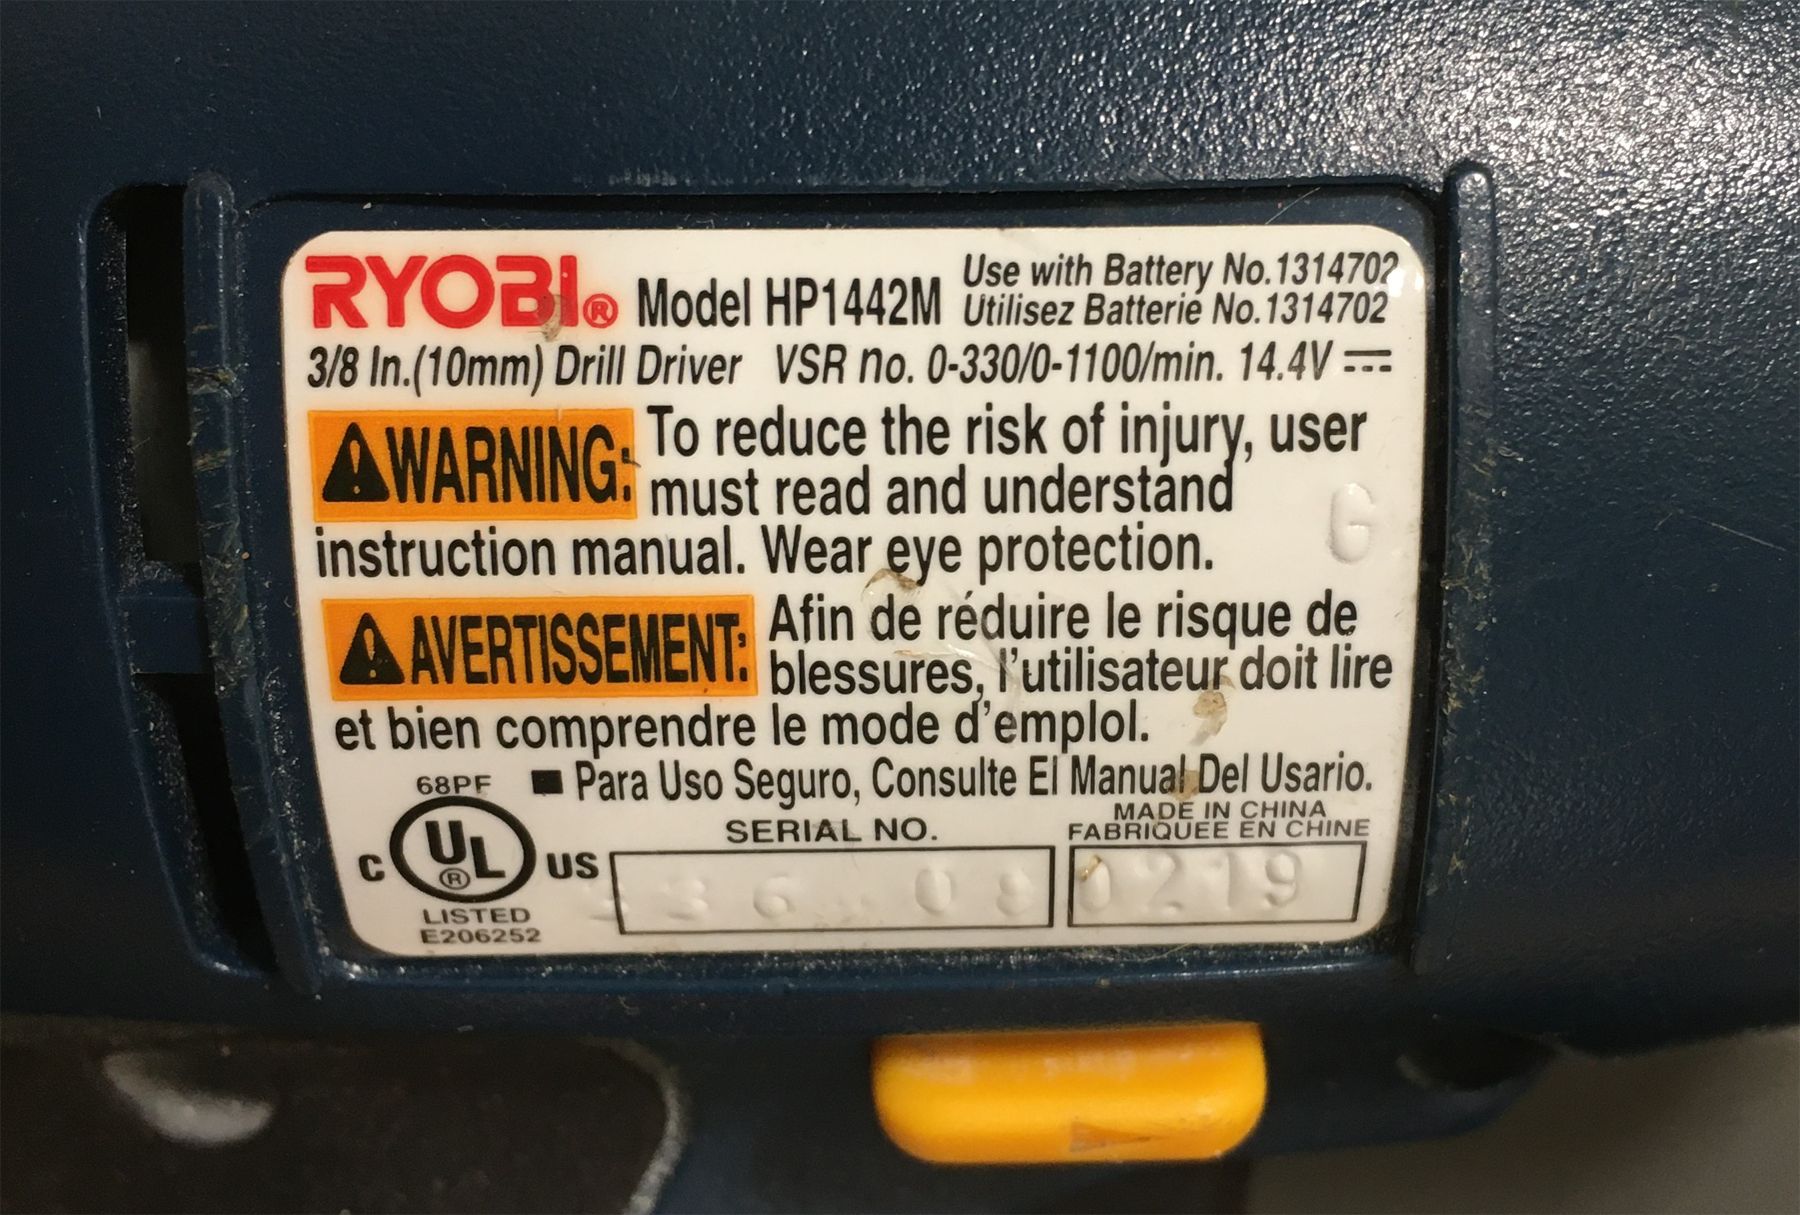 RYOBI® Model HP1442M Use with Battery No.1314702
Utilisez Batterie No.1314702
3/8 In.(10mm) Drill Driver VSR no. 0-330/0-1100/min. 14.4V
WARNING: To reduce the risk of injury, user
must read and understand
G
instruction manual. Wear eye protection.
AVERTISSEMENT: Afin de réduire le risque de
blessures, l'utilisateur doit lire
et bien comprendre le mode d'emplol.
68PF ■ Para Uso Seguro, Consulte El Manual Del Usario.
MADE IN CHINA
SERIAL NO. FABRIQUEE EN CHINE
C UL® US
0219
LISTED
E206252